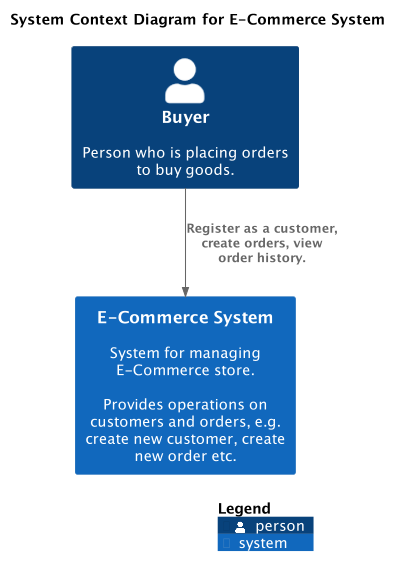 System Context Diagram for E-Commerce System
Buyer
Person who is placing orders
to buy goods.
Register as a customer,
create orders, view
order history.
E-Commerce System
System for managing
E-Commerce store.
Provides operations on
customers and orders, e.g.
create new customer, create
new order etc.
Legend
person
system